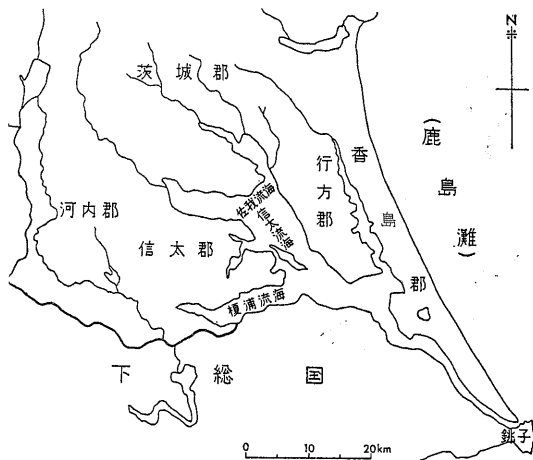 N
茨城郡
香島郡
(鹿島灘)
行方郡
佐我流海
信太流海
河内郡
信太郡
榎浦流海
下総国
銚子
0 10 20km